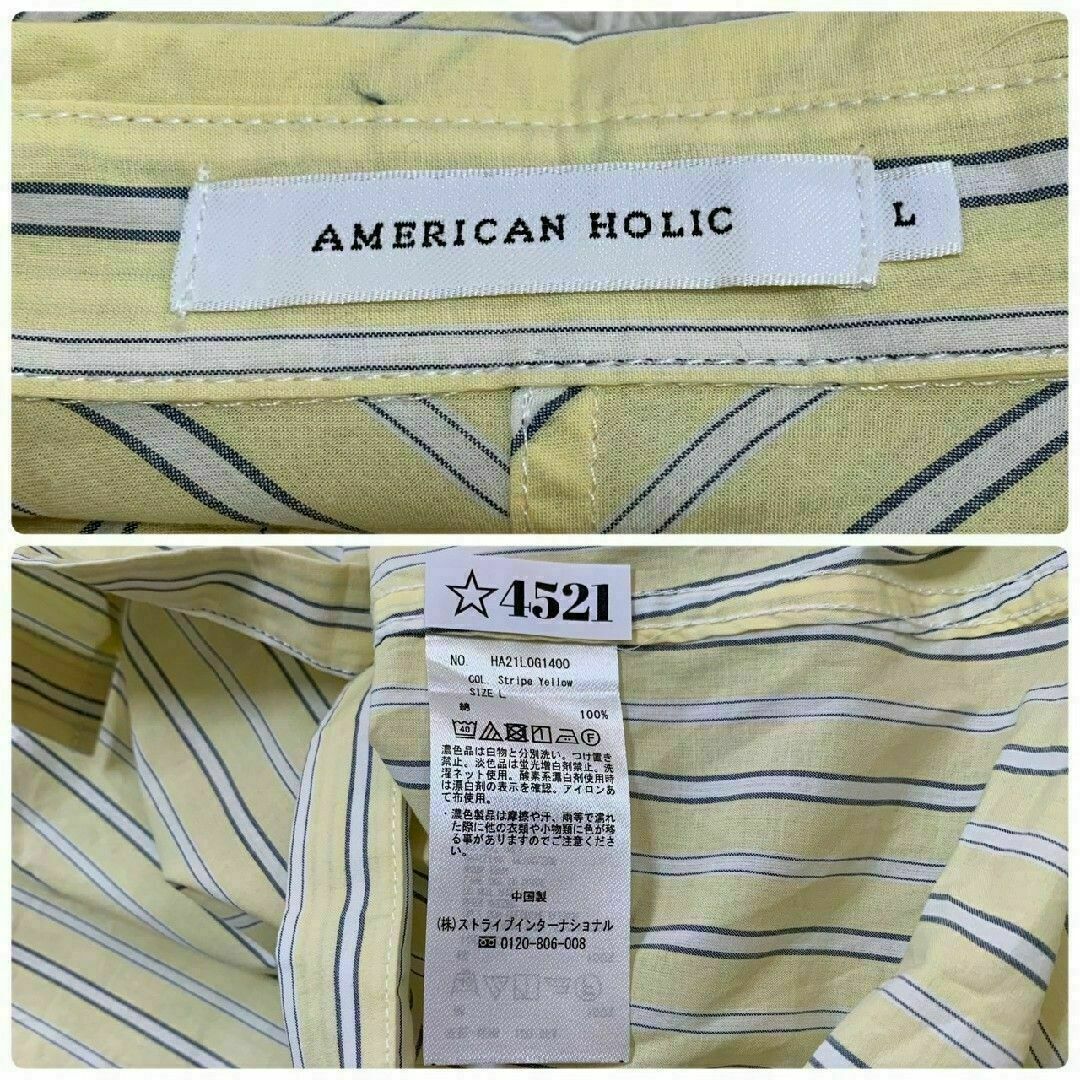 AMERICAN HOLIC
L
☆4521
NO. HA21L0G1400
COL. Stripe Yellow
SIZE L
綿 100%
40
濃色品は白物と分別洗い。つけ置き
禁止。淡色品は蛍光増白剤禁止。洗
濯ネット使用。酸素系漂白剤使用時
は漂白剤の表示を確認。アイロンあ
て布使用。
・濃色製品は摩擦や汗、雨等で濡れ
た際に他の衣類や小物類に色が移
る事がありますのでご注意くださ
い。
中国製
(株)ストライプインターナショナル
0120-806-008